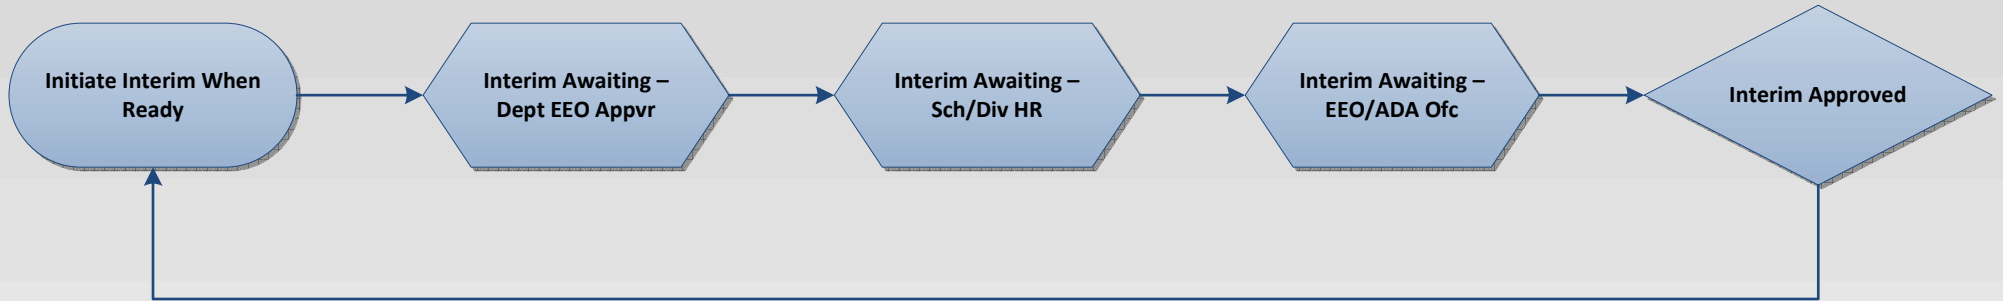 Initiate Interim When
Ready
Interim Awaiting –
Dept EEO Appvr
Interim Awaiting –
Sch/Div HR
Interim Awaiting –
EEO/ADA Ofc
Interim Approved